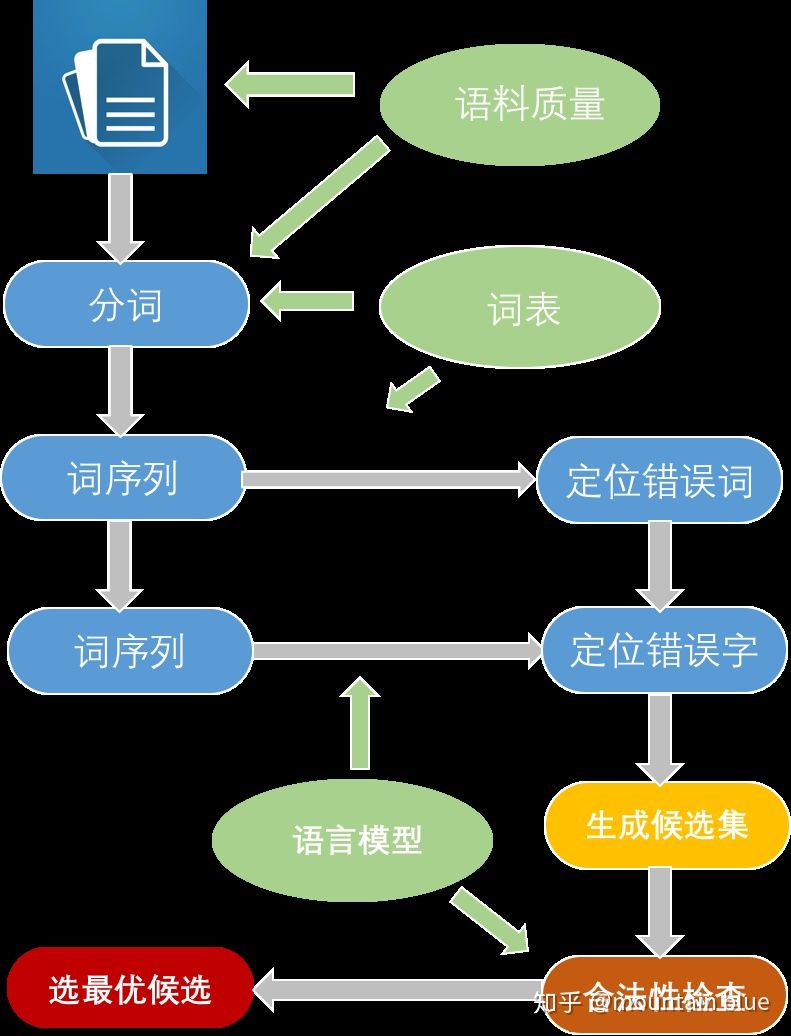 语料质量
分词
词表
词序列
定位错误词
词序列
定位错误字
语言模型
生成候选集
选最优候选
合法性检查
知乎 @mountain blue